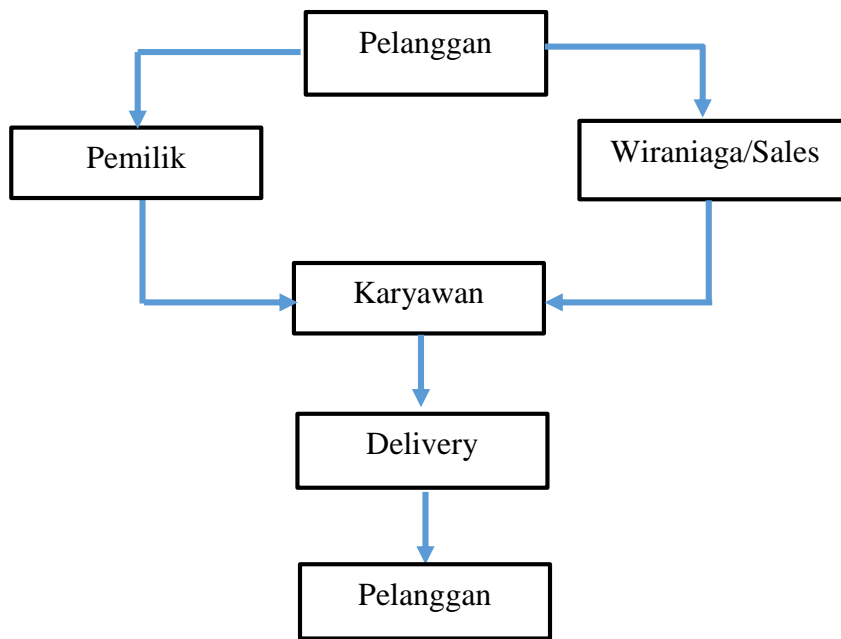 Pelanggan
Pemilik
Wiraniaga/Sales
Karyawan
Delivery
Pelanggan